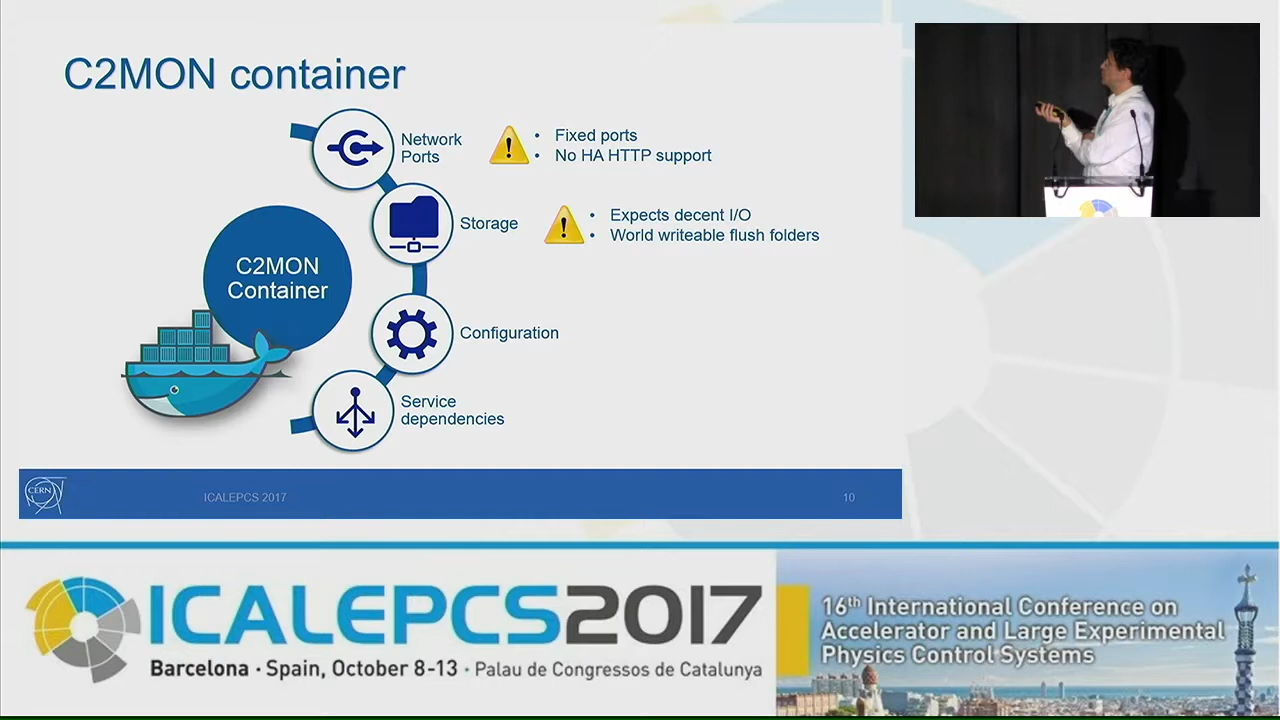 C2MON container
Network
Ports
• Fixed ports
• No HA HTTP support
Storage
• Expects decent I/O
• World writeable flush folders
C2MON
Container
Configuration
Service
dependencies
CERN
ICALEPCS 2017
10
ICALEPCS2017
Barcelona · Spain, October 8-13 · Palau de Congressos de Catalunya
16th International Conference on
Accelerator and Large Experimental
Physics Control Systems